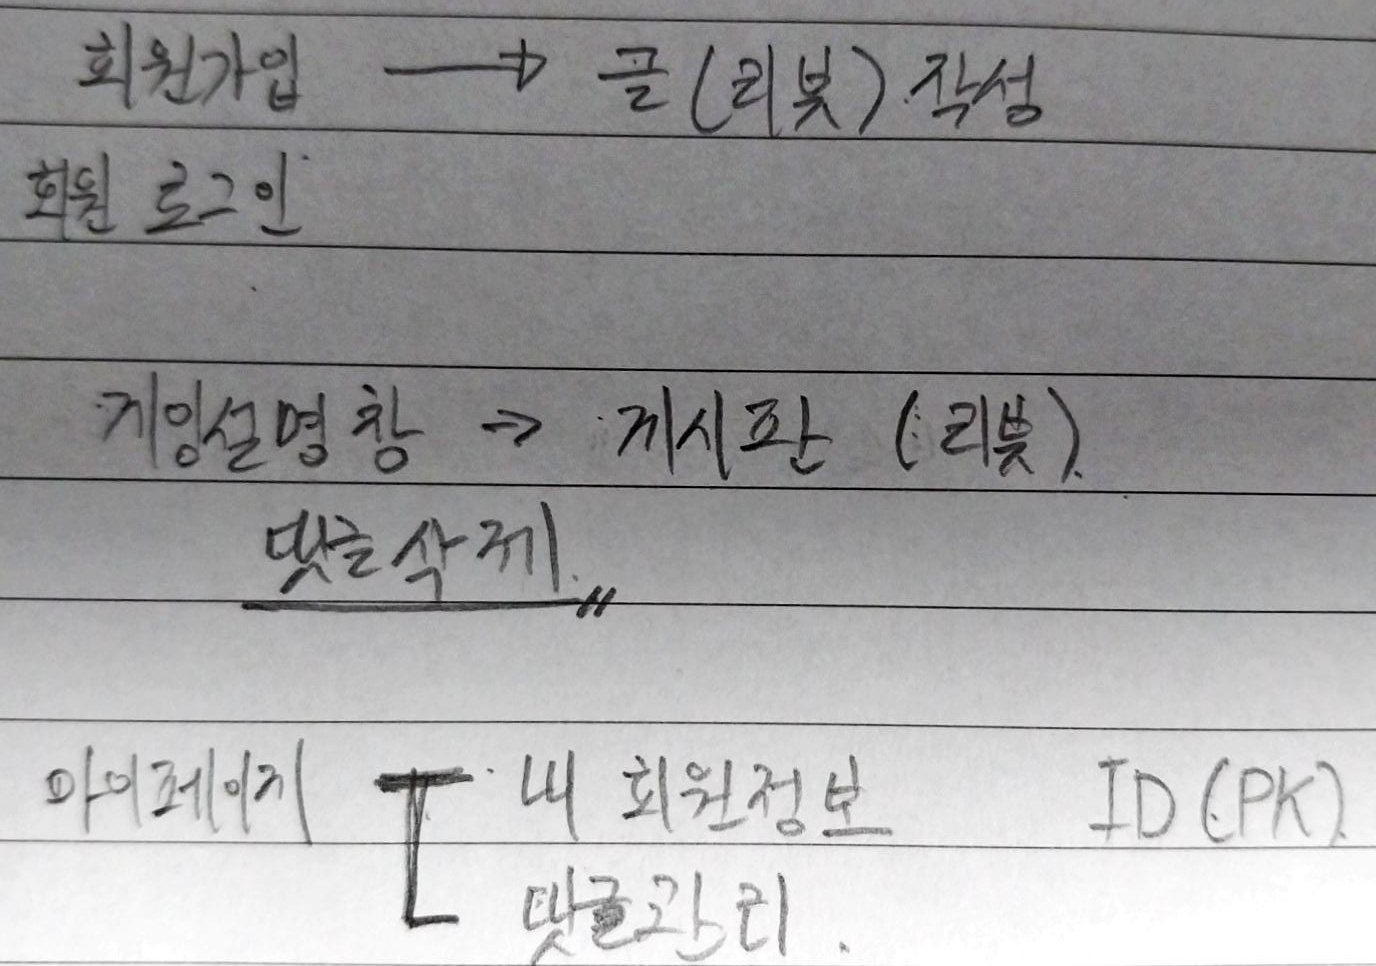 회원가입 → 글(리뷰) 작성
회원 로그인
게임설명창 → 게시판 (리뷰)
댓글삭제
마이페이지 내 회원정보 ID(PK)
댓글관리.